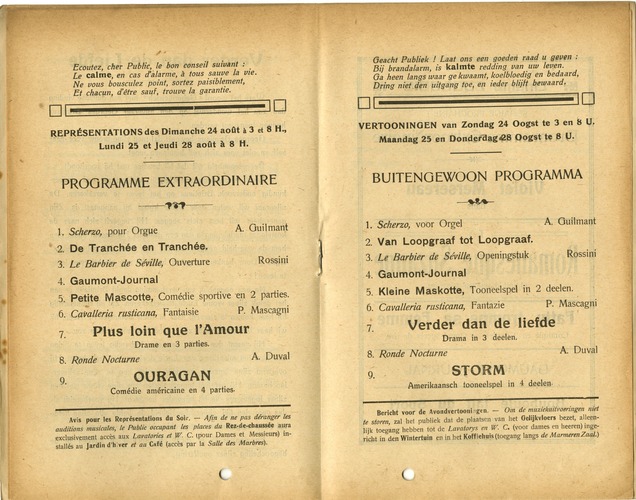 Ecoutez, cher Public, le bon conseil suivant :
Le calme, en cas d'alarme, à tous sauve la vie.
Ne vous bousculez point, sortez paisiblement,
Et chacun, d'être sauf, trouve la garantie.
REPRÉSENTATIONS des Dimanche 24 août à 3 et 8 H.,
Lundi 25 et Jeudi 28 août à 8 H.
PROGRAMME EXTRAORDINAIRE
1. Scherzo, pour Orgue A. Guilmant
2. De Tranchée en Tranchée.
3. Le Barbier de Séville, Ouverture Rossini
4. Gaumont-Journal
5. Petite Mascotte, Comédie sportive en 2 parties.
6. Cavalleria rusticana, Fantaisie P. Mascagni
7. Plus loin que l'Amour
Drame en 3 parties.
8. Ronde Nocturne A. Duval
9. OURAGAN
Comédie américaine en 4 parties.
Avis pour les Représentations du Soir. — Afin de ne pas déranger les
auditions musicales, le Public occupant les places du Rez-de-chaussée aura
exclusivement accès aux Lavatories et W. C. (pour Dames et Messieurs) in-
stallés au Jardin d'hiver et au Café (accès par la Salle des Marbres).
Geacht Publiek ! Laat ons een goeden raad u geven :
Bij brandalarm, is kalmte redding van uw leven.
Ga heen langs waar ge kwaamt, koelbloedig en bedaard,
Dring niet den uitgang toe, en ieder blijft bewaard.
VERTOONINGEN van Zondag 24 Oogst te 3 en 8 U.
Maandag 25 en Donderdag 28 Oogst te 8 U.
BUITENGEWOON PROGRAMMA
1. Scherzo, voor Orgel A. Guilmant
2. Van Loopgraaf tot Loopgraaf.
3. Le Barbier de Séville, Openingstuk Rossini
4. Gaumont-Journal
5. Kleine Maskotte, Tooneelspel in 2 deelen.
6. Cavalleria rusticana, Fantazie P. Mascagni
7. Verder dan de liefde
Drama in 3 deelen.
8. Ronde Nocturne A. Duval
9. STORM
Amerikaansch tooneelspel in 4 deelen
Bericht voor de Avondvertooningen. — Om de muziekuitvoeringen niet
te storen, zal het publiek dat de plaatsen van het Gelijkvloers bezet, alleen-
lijk toegang hebben tot de Lavatorys en W. C. (voor dames en heeren) inge-
richt in den Wintertuin en in het Koffiehuis (toegang langs de Marmeren Zaal.)